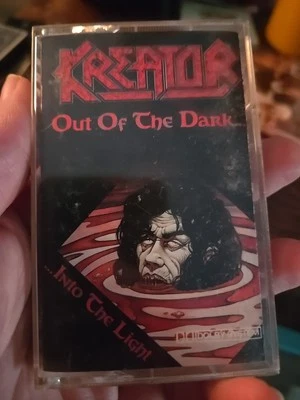 KREATOR
Out Of The Dark
...Into The Light